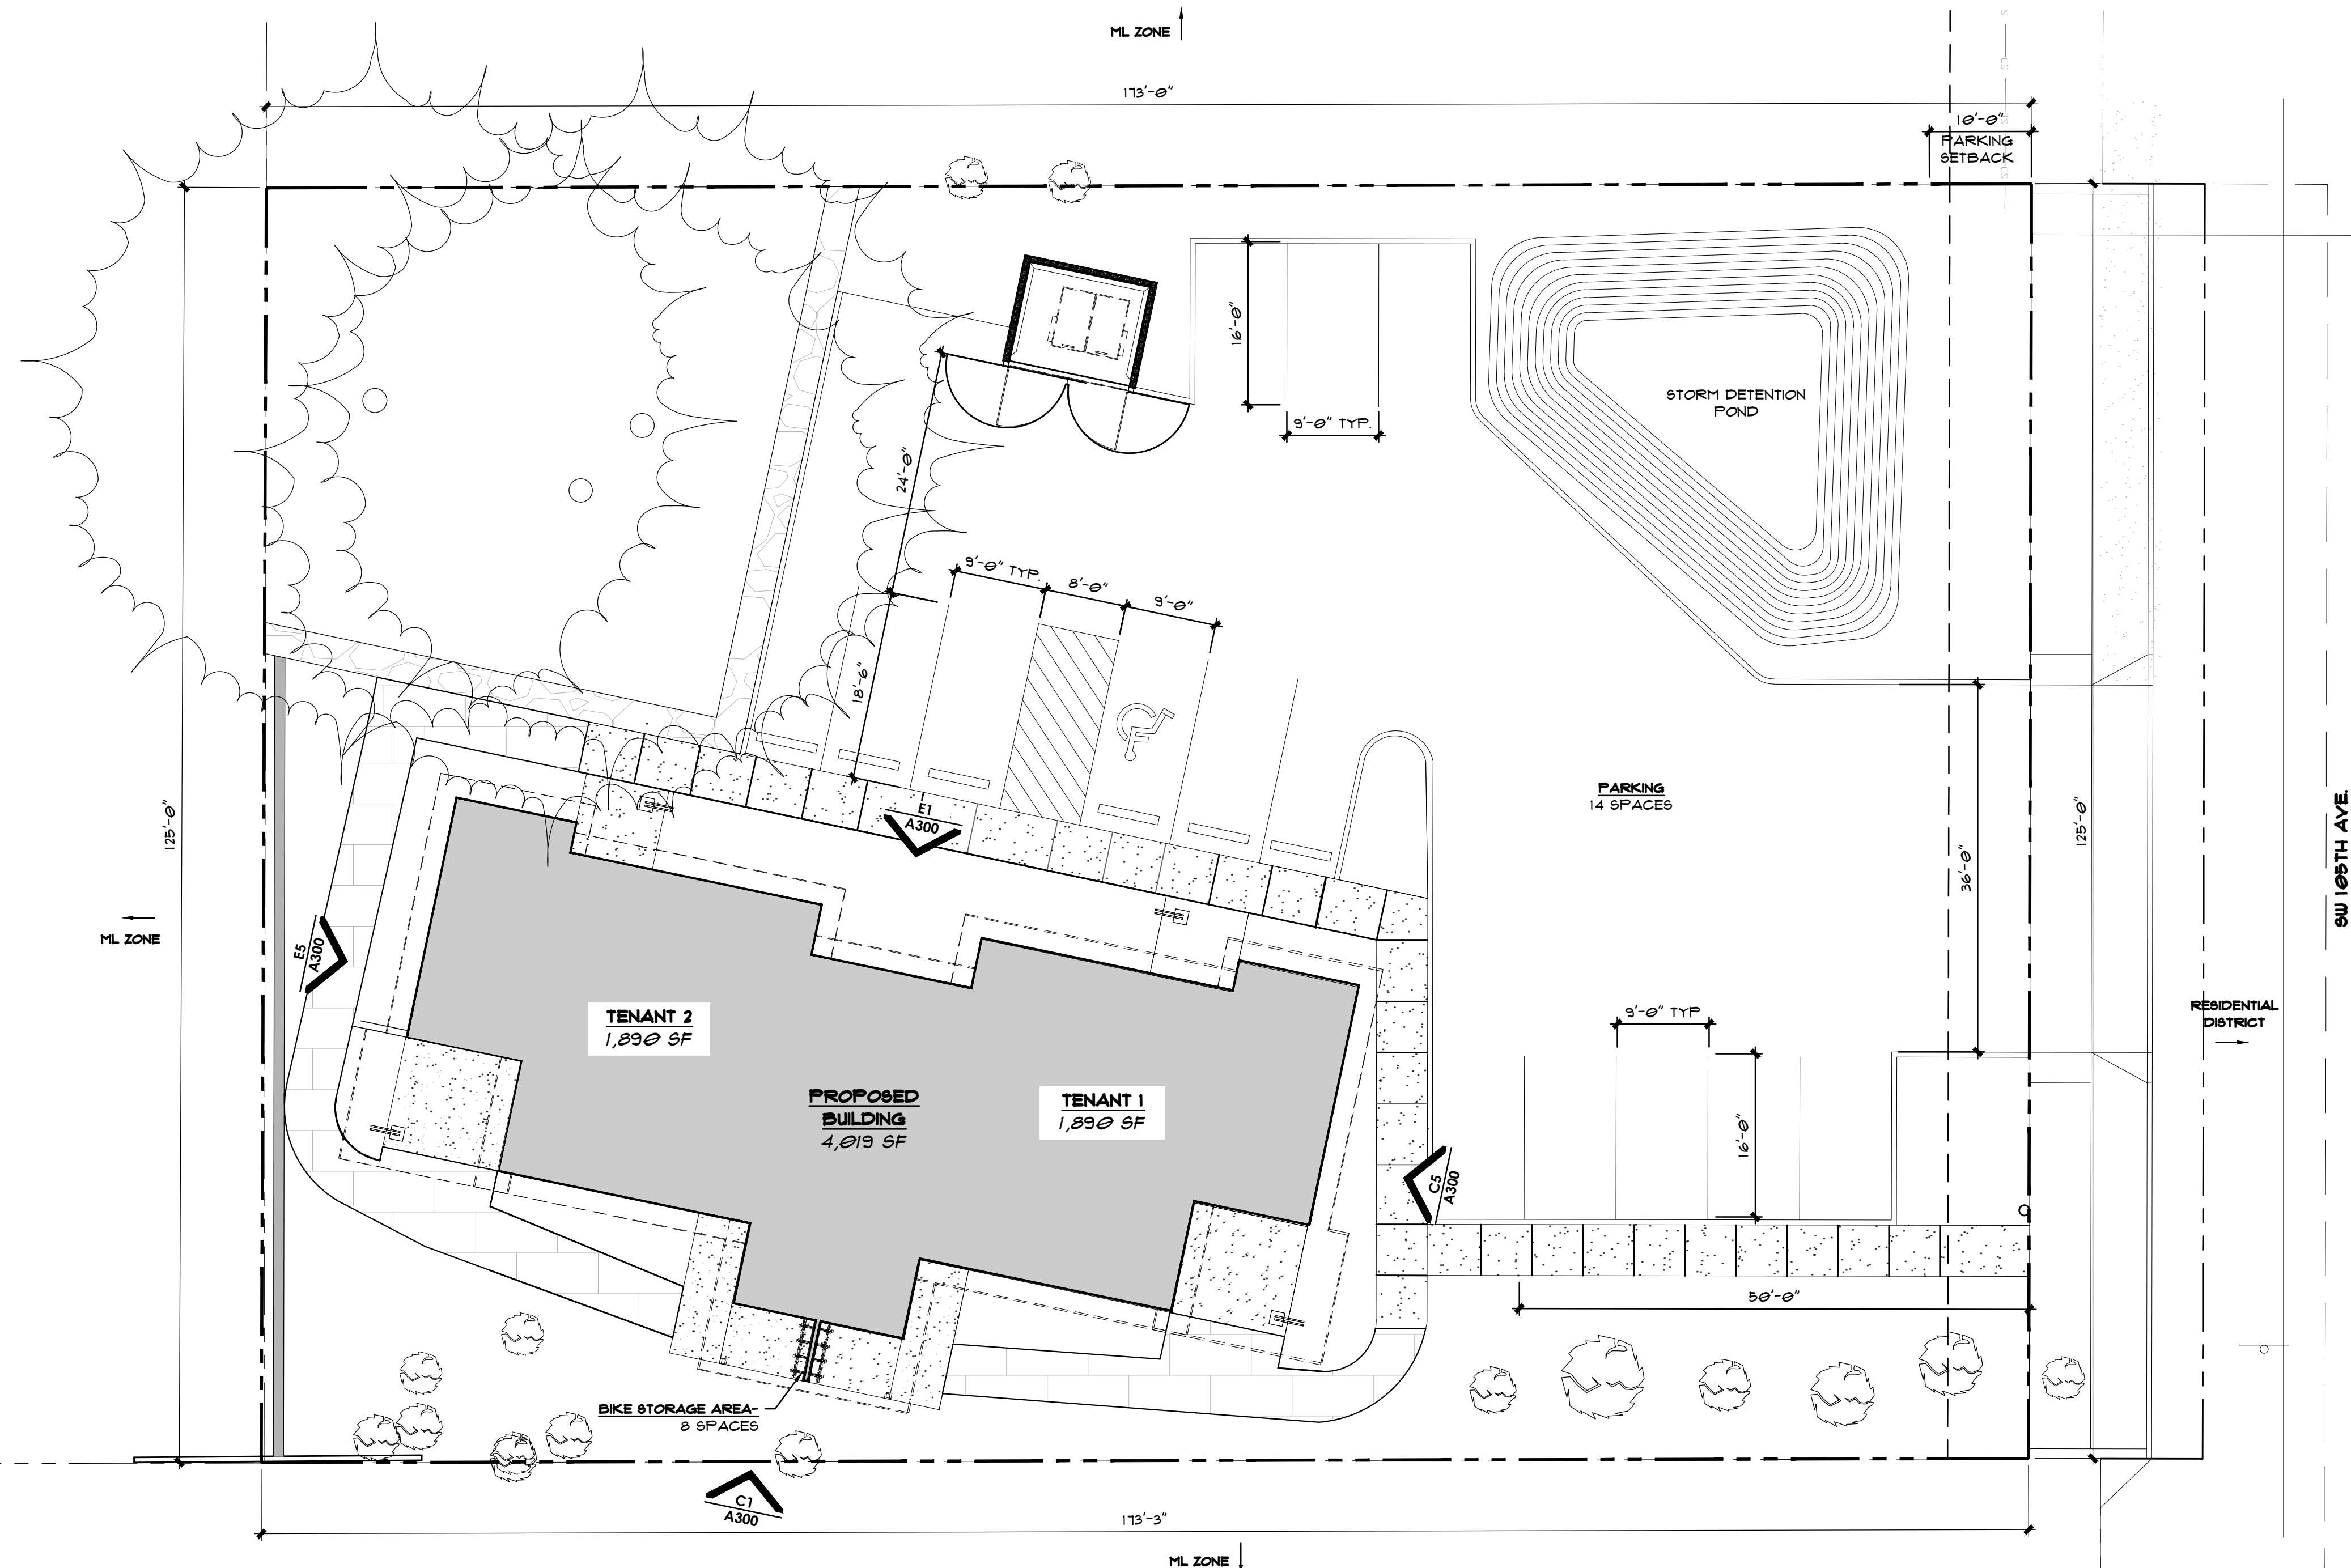 ML ZONE
173'-0"
10'-0"
PARKING
SETBACK
SD
SD
SD
16'-0"
9'-0" TYP.
STORM DETENTION
POND
24'-0"
9'-0" TYP.
8'-0"
9'-0"
18'-6"
E1
A300
PARKING
14 SPACES
125'-0"
125'-0"
36'-0"
SW 105TH AVE.
ML ZONE
E5
A300
TENANT 2
1,890 SF
PROPOSED
BUILDING
4,019 SF
TENANT 1
1,890 SF
9'-0" TYP
16'-0"
RESIDENTIAL
DISTRICT
C5
A300
50'-0"
BIKE STORAGE AREA-
8 SPACES
C1
A300
173'-3"
ML ZONE